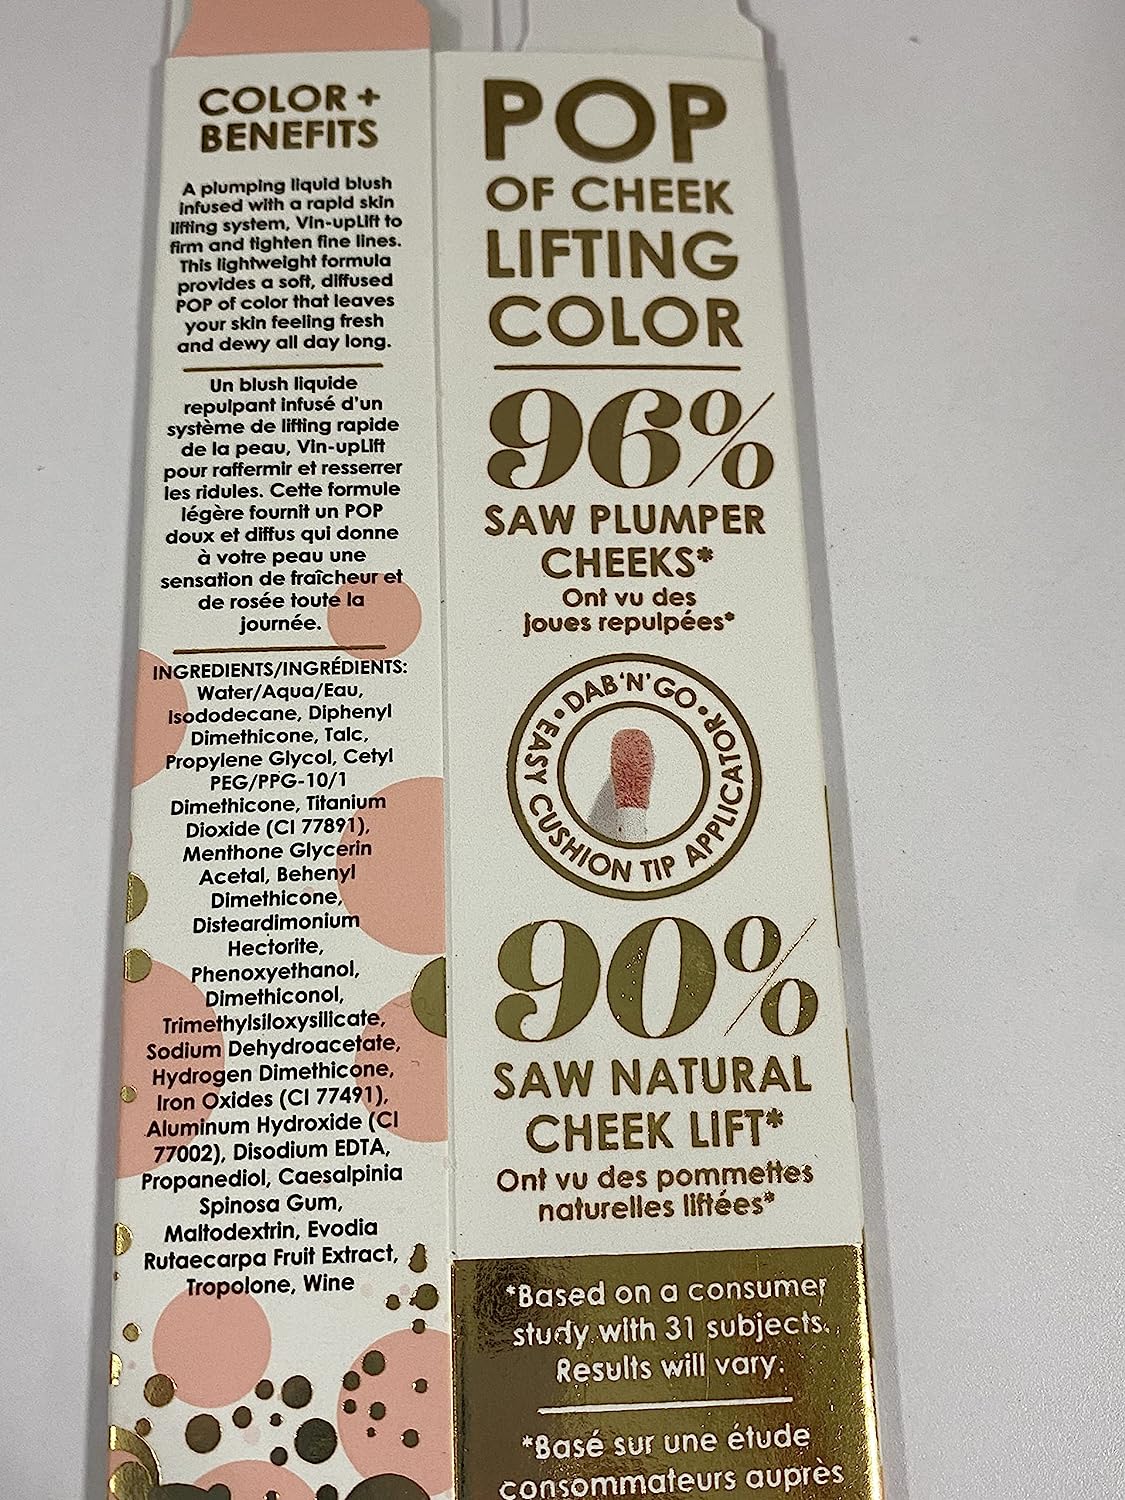 COLOR +
BENEFITS
A plumping liquid blush
infused with a rapid skin
lifting system, Vin-upLift to
firm and tighten fine lines.
This lightweight formula
provides a soft, diffused
POP of color that leaves
your skin feeling fresh
and dewy all day long.
Un blush liquide
repulpant infusé d'un
système de lifting rapide
de la peau, Vin-upLift
pour raffermir et resserrer
les ridules. Cette formule
légère fournit un POP
doux et diffus qui donne
à votre peau une
sensation de fraîcheur et
de rosée toute la
journée.
INGREDIENTS/INGRÉDIENTS:
Water/Aqua/Eau,
Isododecane, Diphenyl
Dimethicone, Talc,
Propylene Glycol, Cetyl
PEG/PPG-10/1
Dimethicone, Titanium
Dioxide (CI 77891),
Menthone Glycerin
Acetal, Behenyl
Dimethicone,
Disteardimonium
Hectorite,
Phenoxyethanol,
Dimethiconol,
Trimethylsiloxysilicate,
Sodium Dehydroacetate,
Hydrogen Dimethicone,
Iron Oxides (CI 77491),
Aluminum Hydroxide (CI
77002), Disodium EDTA,
Propanediol, Caesalpinia
Spinosa Gum,
Maltodextrin, Evodia
Rutaecarpa Fruit Extract,
Tropolone, Wine
POP
OF CHEEK
LIFTING
COLOR
96%
SAW PLUMPER
CHEEKS*
Ont vu des
joues repulpées*
DAB'N'GO •
EASY CUSHION TIP APPLICATOR •
90%
SAW NATURAL
CHEEK LIFT*
Ont vu des pommettes
naturelles liftées*
*Based on a consumer
study with 31 subjects.
Results will vary.
*Basé sur une étude
consommateurs auprès